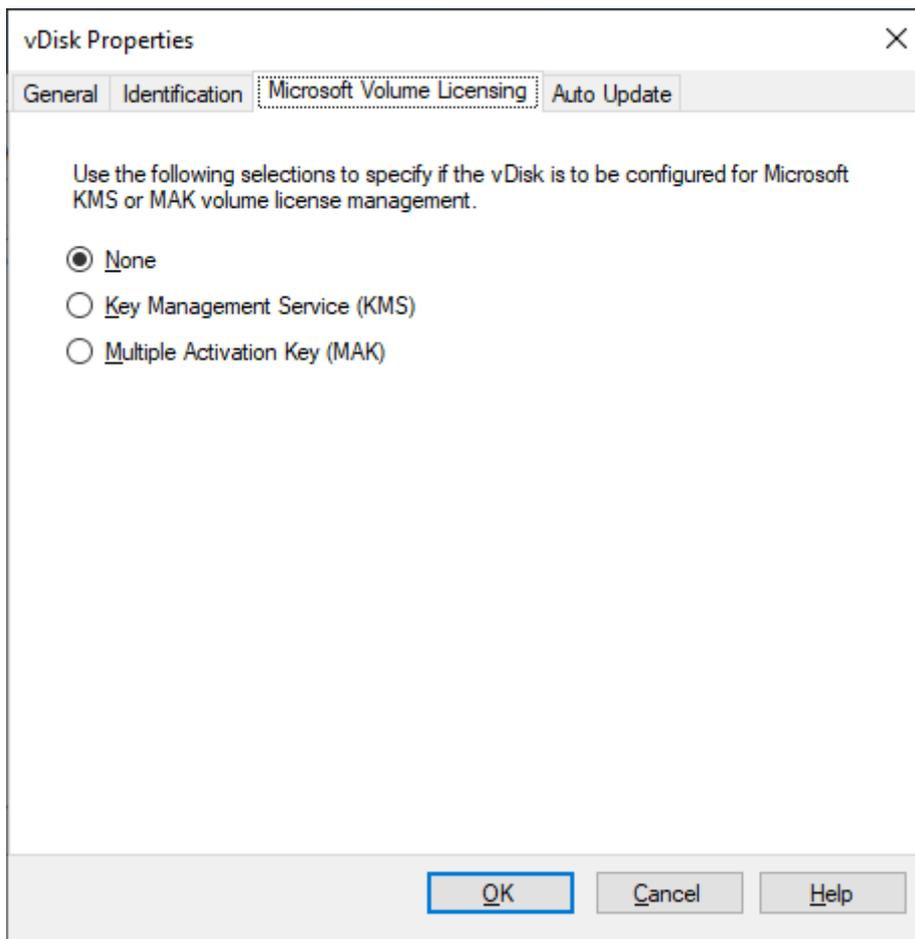 vDisk Properties
General Identification Microsoft Volume Licensing Auto Update
Use the following selections to specify if the vDisk is to be configured for Microsoft
KMS or MAK volume license management.
None
Key Management Service (KMS)
Multiple Activation Key (MAK)
OK Cancel Help